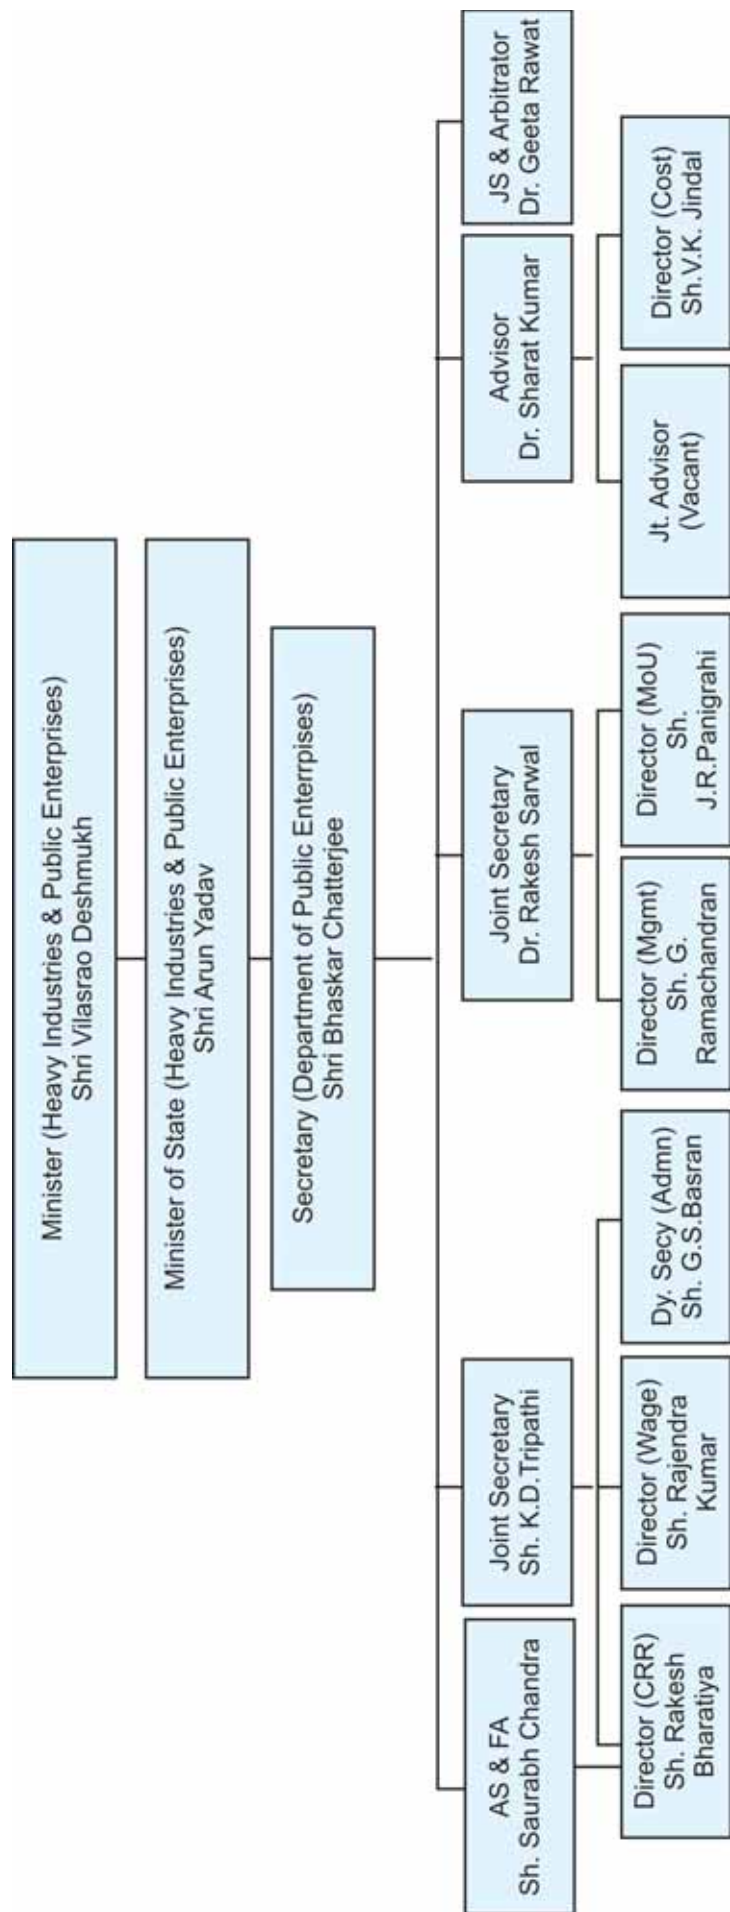 Minister (Heavy Industries & Public Enterprises)
Shri Vilasrao Deshmukh
Minister of State (Heavy Industries & Public Enterprises)
Shri Arun Yadav
Secretary (Department of Public Enterrpises)
Shri Bhaskar Chatterjee
AS & FA
Sh. Saurabh Chandra
Joint Secretary
Sh. K.D.Tripathi
Joint Secretary
Dr. Rakesh Sarwal
Advisor
Dr. Sharat Kumar
JS & Arbitrator
Dr. Geeta Rawat
Director (CRR)
Sh. Rakesh
Bharatiya
Director (Wage)
Sh. Rajendra
Kumar
Dy. Secy (Admn)
Sh. G.S.Basran
Director (Mgmt)
Sh. G.
Ramachandran
Director (MoU)
Sh.
J.R.Panigrahi
Jt. Advisor
(Vacant)
Director (Cost)
Sh.V.K. Jindal